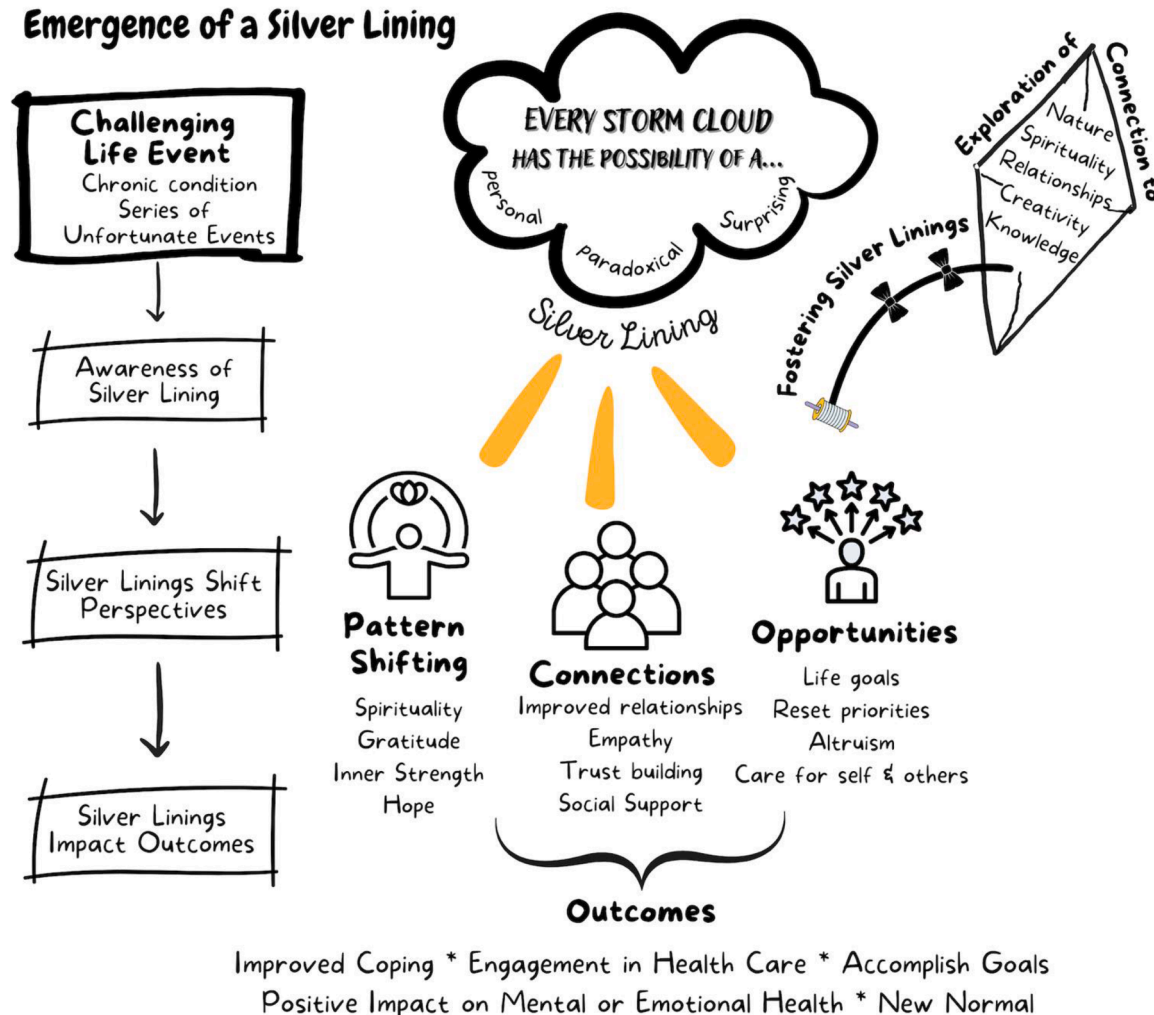 Emergence of a Silver Lining
Challenging
Life Event
Chronic condition
Series of
Unfortunate Events
Awareness of
Silver Lining
Silver Linings Shift
Perspectives
Silver Linings
Impact Outcomes
EVERY STORM CLOUD
HAS THE POSSIBILITY OF A...
personal
paradoxical
Surprising
Silver Lining
Fostering Silver Linings
Exploration of
Connection to
Nature
Spirituality
Relationships
Creativity
Knowledge
Pattern
Shifting
Spirituality
Gratitude
Inner Strength
Hope
Connections
Improved relationships
Empathy
Trust building
Social Support
Opportunities
Life goals
Reset priorities
Altruism
Care for self & others
Outcomes
Improved Coping * Engagement in Health Care * Accomplish Goals
Positive Impact on Mental or Emotional Health * New Normal